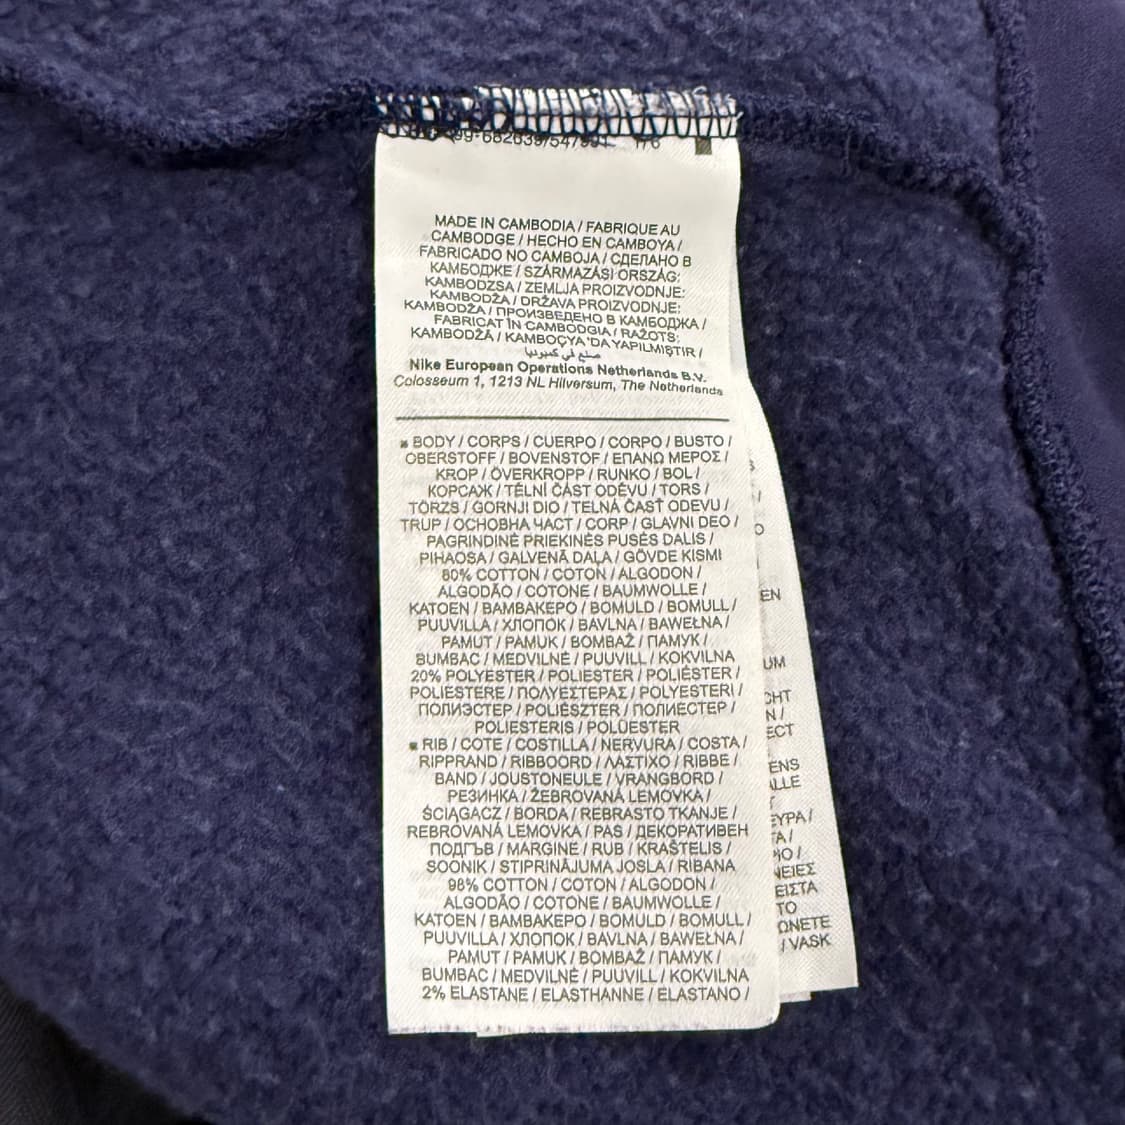 MADE IN CAMBODIA / FABRIQUE AU
CAMBODGE / HECHO EN CAMBOYA /
FABRICADO NO CAMBOJA / СДЕЛАНО В
КАМБОДЖЕ / SZÁRMAZÁSI ORSZÁG:
KAMBODZSA / ZEMLJA PROIZVODNJE:
KAMBODŽA / DRŽAVA PROIZVODNJE:
KAMBODŽA / ПРОИЗВЕДЕНО В КАМБОДЖА /
FABRICAT ÎN CAMBODGIA / RAŽOTS:
KAMBODŽĀ / KAMBOÇYA'DA YAPILMIŞTIR /
صنع في كمبوديا
Nike European Operations Netherlands B.V.
Colosseum 1, 1213 NL Hilversum, The Netherlands
BODY / CORPS / CUERPO / CORPO / BUSTO /
OBERSTOFF / BOVENSTOF / ΕΠΑΝΩ ΜΕΡΟΣ /
KROP / ÖVERKROPP / RUNKO / BOL /
КОРСАЖ / TĚLNÍ ČÁST ODĚVU / TORS /
TÖRZS / GORNJI DIO / TELNÁ ČASŤ ODEVU /
TRUP / ОСНОВНА ЧАСТ / CORP / GLAVNI DEO /
PAGRINDINĖ PRIEKINĖS PUSĖS DALIS /
PIHAOSA / GALVENĀ DAĻA / GÖVDE KISMI
80% COTTON / COTON / ALGODON /
ALGODÃO / COTONE / BAUMWOLLE /
KATOEN / ΒΑΜΒΑΚΕΡΟ / BOMULD / BOMULL /
PUUVILLA / ХЛОПОК / BAVLNA / BAWEŁNA /
PAMUT / PAMUK / BOMBAŽ / ПАМУК /
BUMBAC / MEDVILNĖ / PUUVILL / KOKVILNA
20% POLYESTER / POLIESTER / POLIÉSTER /
POLIESTERE / ΠΟΛΥΕΣΤΕΡΑΣ / POLYESTERI /
ПОЛИЭСТЕР / POLIÉSZTER / ПОЛИЕСТЕР /
POLIESTERIS / POLÜESTER
RIB / COTE / COSTILLA / NERVURA / COSTA /
RIPPRAND / RIBBOORD / ΛΑΣΤΙΧΟ / RIBBE /
BAND / JOUSTONEULE / VRANGBORD /
РЕЗИНКА / ŽEBROVANÁ LEMOVKA /
ŚCIĄGACZ / BORDA / REBRASTO TKANJE /
REBROVANÁ LEMOVKA / PAS / ДЕКОРАТИВЕН
ПОДГЪВ / MARGINE / RUB / KRAŠTELIS /
SOONIK / STIPRINĀJUMA JOSLA / RIBANA
98% COTTON / COTON / ALGODON /
ALGODÃO / COTONE / BAUMWOLLE /
KATOEN / ΒΑΜΒΑΚΕΡΟ / BOMULD / BOMULL /
PUUVILLA / ХЛОПОК / BAVLNA / BAWEŁNA /
PAMUT / PAMUK / BOMBAŽ / ПАМУК /
BUMBAC / MEDVILNĖ / PUUVILL / KOKVILNA
2% ELASTANE / ELASTHANNE / ELASTANO /